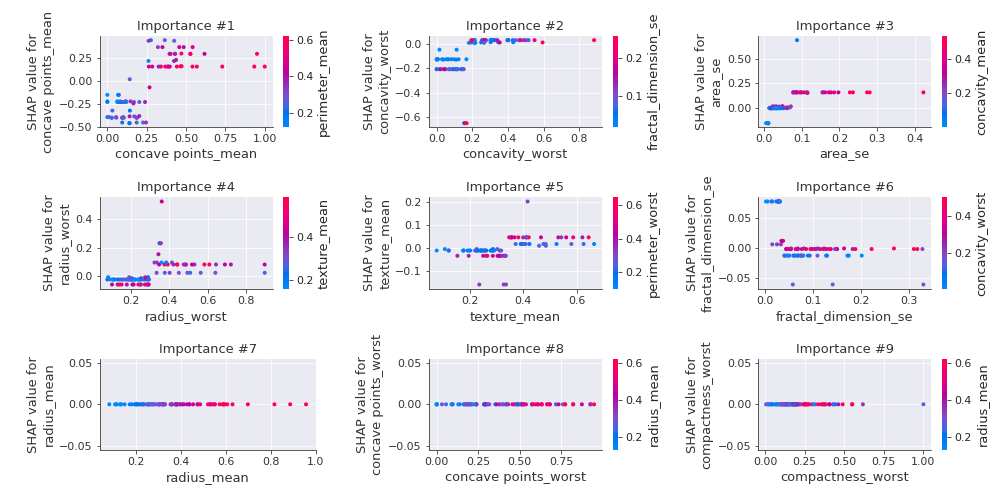 Importance #1
Importance #2
Importance #3
SHAP value for
concave points_mean
0.25
0.00
−0.25
−0.50
0.00
0.25
0.50
0.75
1.00
concave points_mean
0.6
0.4
0.2
perimeter_mean
SHAP value for
concavity_worst
0.0
−0.2
−0.4
−0.6
0.0
0.2
0.4
0.6
0.8
concavity_worst
0.2
0.1
fractal_dimension_se
SHAP value for
area_se
0.50
0.25
0.00
0.0
0.1
0.2
0.3
0.4
area_se
0.4
0.2
concavity_mean
Importance #4
Importance #5
Importance #6
SHAP value for
radius_worst
0.4
0.2
0.0
0.2
0.4
0.6
0.8
radius_worst
0.4
0.2
texture_mean
SHAP value for
texture_mean
0.2
0.1
0.0
−0.1
0.2
0.4
0.6
texture_mean
0.6
0.4
0.2
perimeter_worst
SHAP value for
fractal_dimension_se
0.05
0.00
−0.05
0.0
0.1
0.2
0.3
fractal_dimension_se
0.4
0.2
concavity_worst
Importance #7
Importance #8
Importance #9
SHAP value for
radius_mean
0.05
0.00
−0.05
0.2
0.4
0.6
0.8
1.0
radius_mean
SHAP value for
concave points_worst
0.05
0.00
−0.05
0.00
0.25
0.50
0.75
concave points_worst
0.6
0.4
0.2
radius_mean
SHAP value for
compactness_worst
0.05
0.00
−0.05
0.00
0.25
0.50
0.75
1.00
compactness_worst
0.6
0.4
0.2
radius_mean